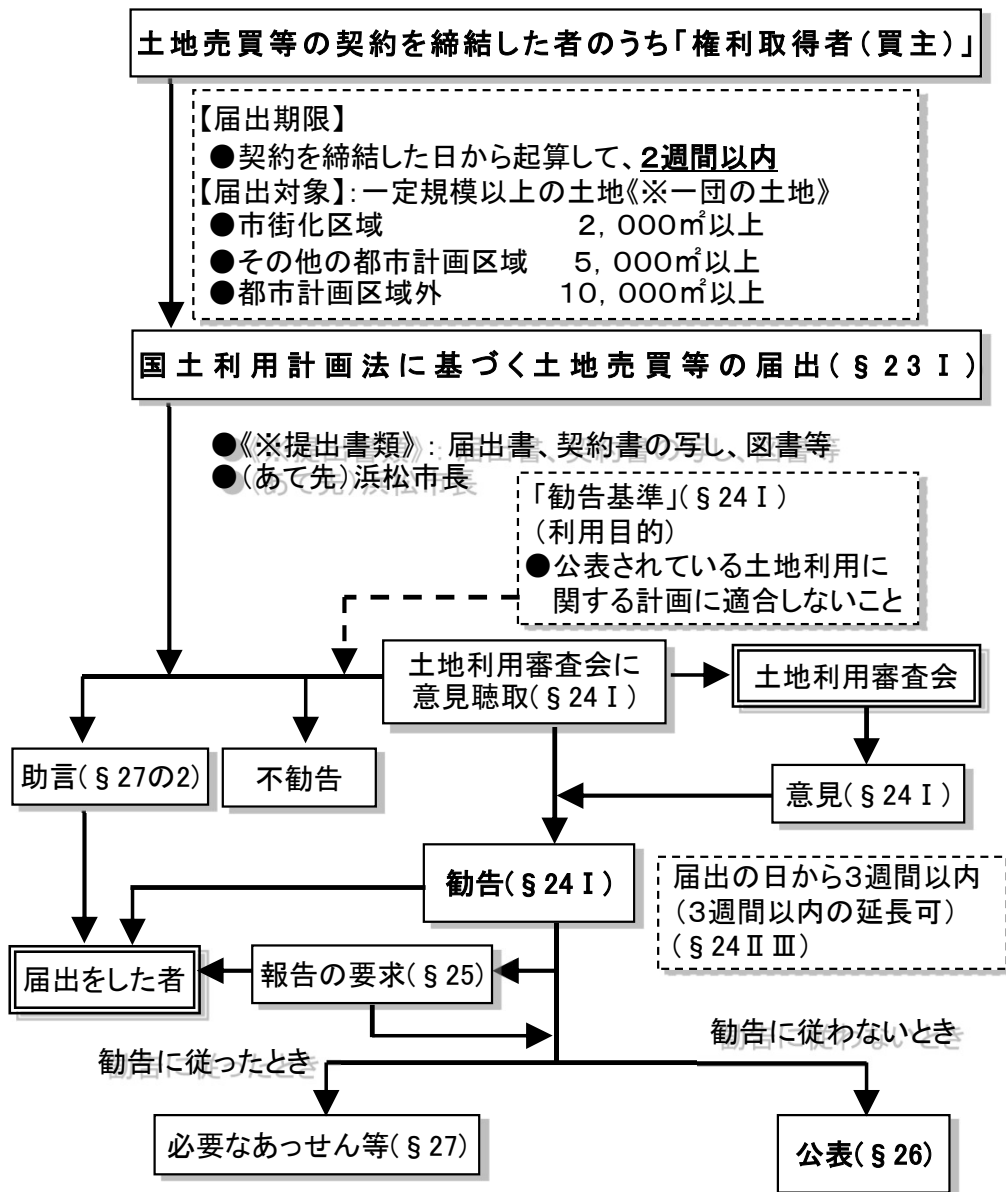 土地売買等の契約を締結した者のうち「権利取得者(買主)」
【届出期限】
●契約を締結した日から起算して、2週間以内
【届出対象】:一定規模以上の土地《※一団の土地》
●市街化区域 2,000㎡以上
●その他の都市計画区域 5,000㎡以上
●都市計画区域外 10,000㎡以上
国土利用計画法に基づく土地売買等の届出(§23Ⅰ)
●《※提出書類》:届出書、契約書の写し、図書等
●(あて先)浜松市長
「勧告基準」(§24Ⅰ)
(利用目的)
●公表されている土地利用に
関する計画に適合しないこと
土地利用審査会に
意見聴取(§24Ⅰ)
土地利用審査会
助言(§27の2)
不勧告
意見(§24Ⅰ)
勧告(§24Ⅰ)
届出の日から3週間以内
(3週間以内の延長可)
(§24ⅡⅢ)
届出をした者
報告の要求(§25)
勧告に従わないとき
勧告に従ったとき
必要なあっせん等(§27)
公表(§26)